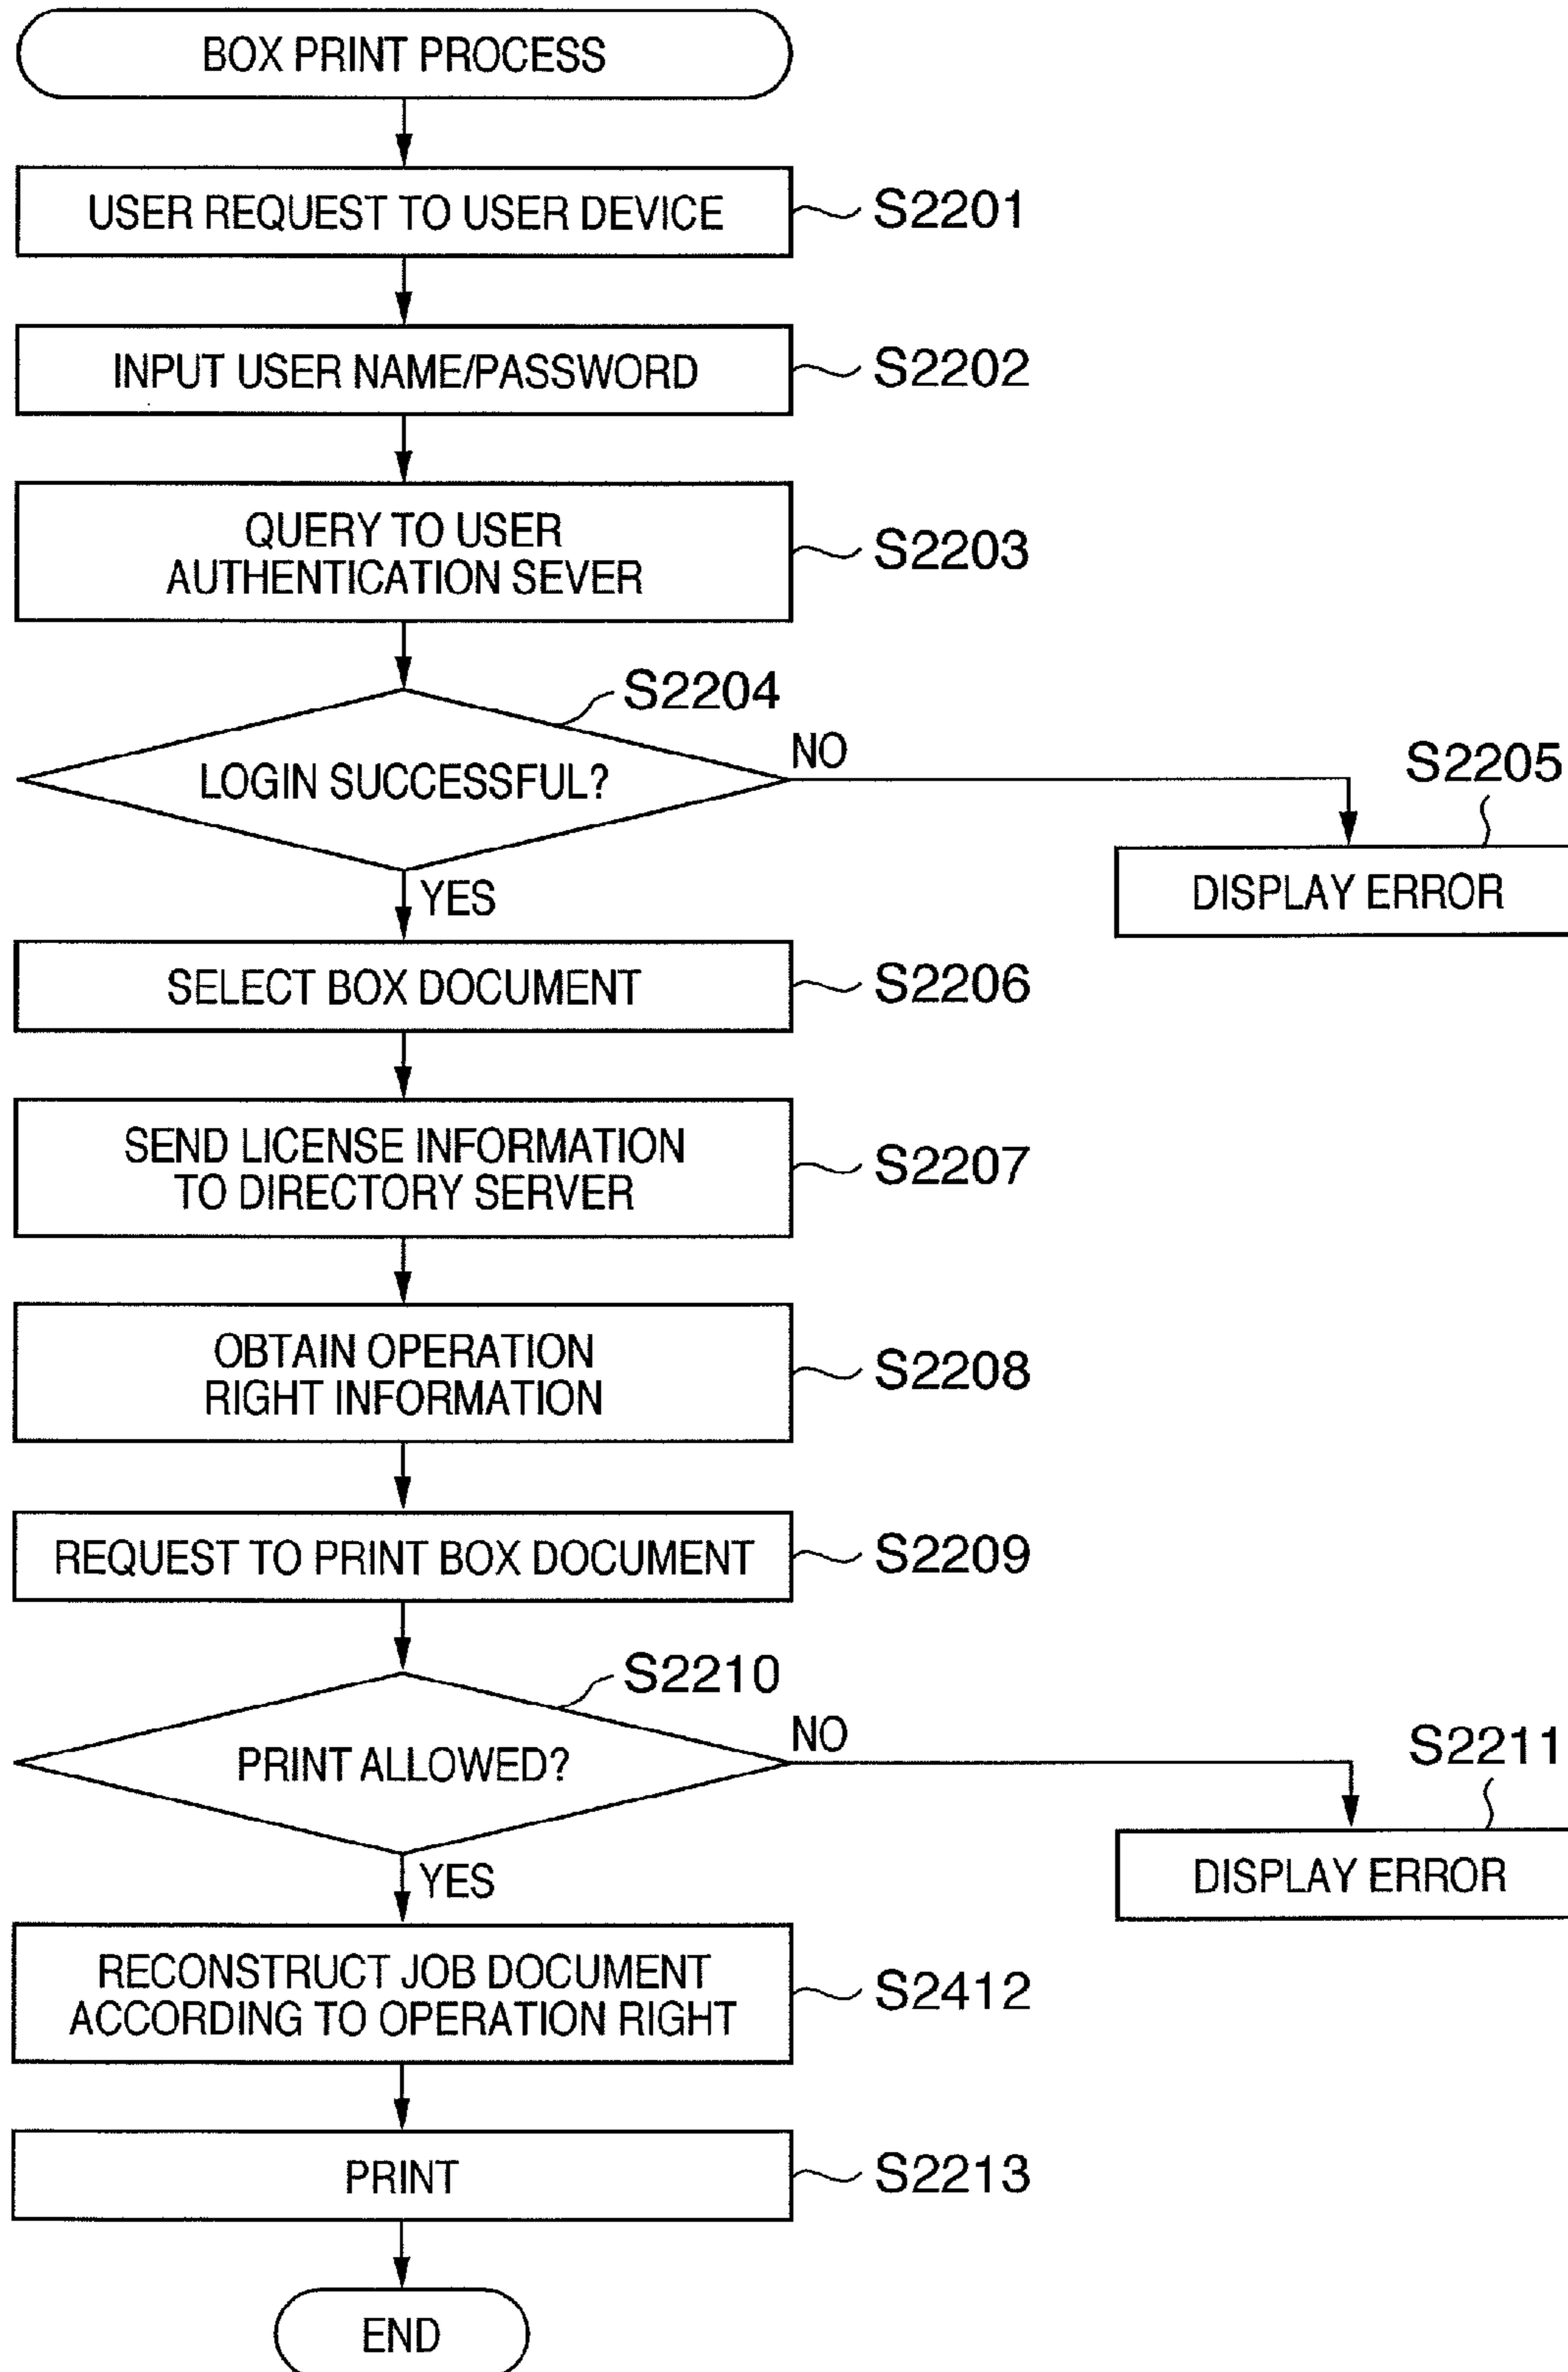 BOX PRINT PROCESS
USER REQUEST TO USER DEVICE
S2201
INPUT USER NAME/PASSWORD
S2202
QUERY TO USER
AUTHENTICATION SEVER
S2203
S2204
LOGIN SUCCESSFUL?
NO
S2205
DISPLAY ERROR
YES
SELECT BOX DOCUMENT
S2206
SEND LICENSE INFORMATION
TO DIRECTORY SERVER
S2207
OBTAIN OPERATION
RIGHT INFORMATION
S2208
REQUEST TO PRINT BOX DOCUMENT
S2209
S2210
PRINT ALLOWED?
NO
S2211
DISPLAY ERROR
YES
RECONSTRUCT JOB DOCUMENT
ACCORDING TO OPERATION RIGHT
S2412
PRINT
S2213
END